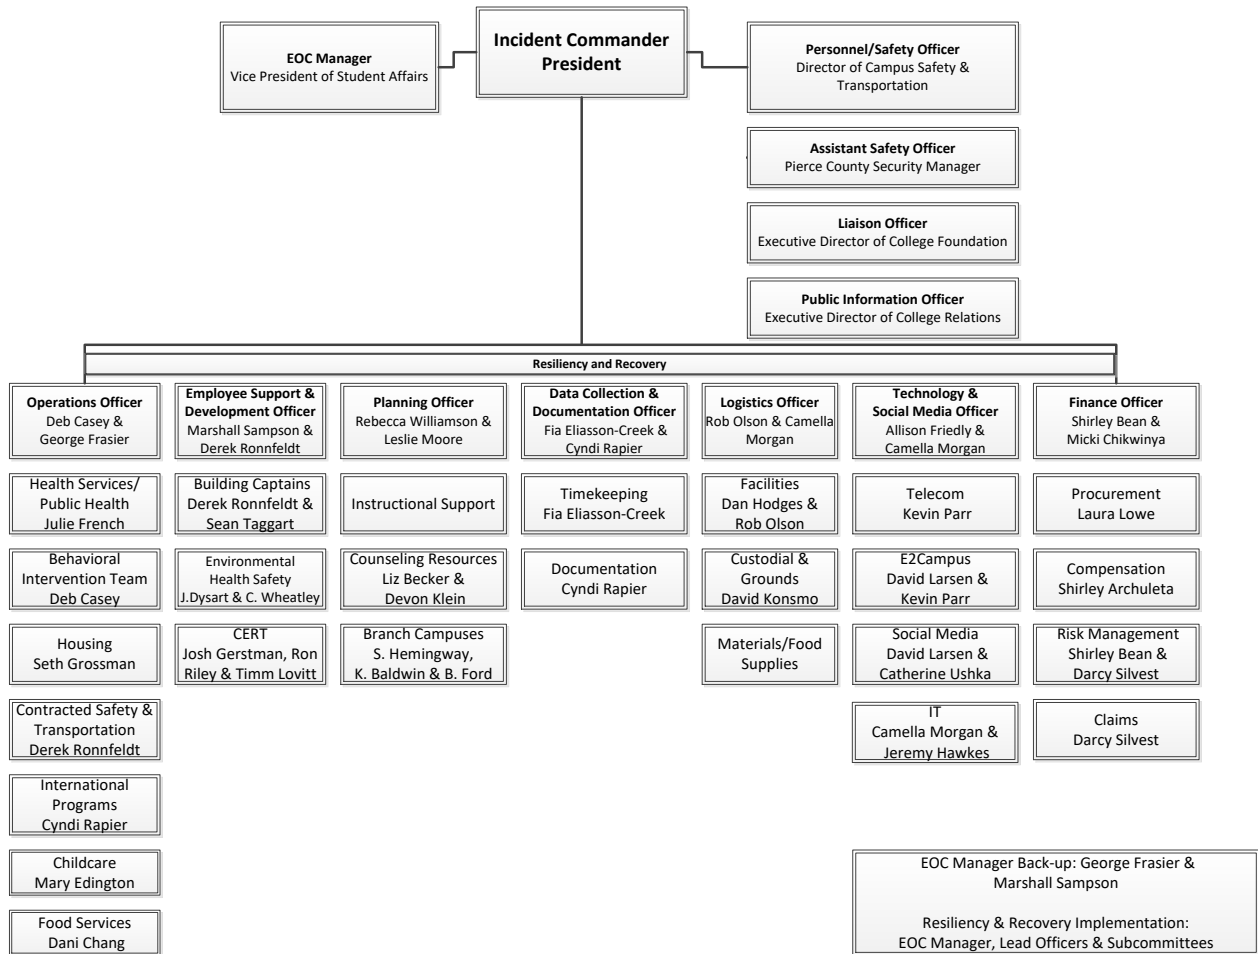 EOC Manager
Vice President of Student Affairs
Incident Commander
President
Personnel/Safety Officer
Director of Campus Safety &
Transportation
Assistant Safety Officer
Pierce County Security Manager
Liaison Officer
Executive Director of College Foundation
Public Information Officer
Executive Director of College Relations
Resiliency and Recovery
Operations Officer
Deb Casey &
George Frasier
Health Services/
Public Health
Julie French
Behavioral
Intervention Team
Deb Casey
Housing
Seth Grossman
Contracted Safety &
Transportation
Derek Ronnfeldt
International
Programs
Cyndi Rapier
Childcare
Mary Edington
Food Services
Dani Chang
Employee Support &
Development Officer
Marshall Sampson &
Derek Ronnfeldt
Building Captains
Derek Ronnfeldt &
Sean Taggart
Environmental
Health Safety
J.Dysart & C. Wheatley
CERT
Josh Gerstman, Ron
Riley & Timm Lovitt
Planning Officer
Rebecca Williamson &
Leslie Moore
Instructional Support
Counseling Resources
Liz Becker &
Devon Klein
Branch Campuses
S. Hemingway,
K. Baldwin & B. Ford
Data Collection &
Documentation Officer
Fia Eliasson-Creek &
Cyndi Rapier
Timekeeping
Fia Eliasson-Creek
Documentation
Cyndi Rapier
Logistics Officer
Rob Olson & Camella
Morgan
Facilities
Dan Hodges &
Rob Olson
Custodial &
Grounds
David Konsmo
Materials/Food
Supplies
Technology &
Social Media Officer
Allison Friedly &
Camella Morgan
Telecom
Kevin Parr
E2Campus
David Larsen &
Kevin Parr
Social Media
David Larsen &
Catherine Ushka
IT
Camella Morgan &
Jeremy Hawkes
Finance Officer
Shirley Bean &
Micki Chikwinya
Procurement
Laura Lowe
Compensation
Shirley Archuleta
Risk Management
Shirley Bean &
Darcy Silvest
Claims
Darcy Silvest
EOC Manager Back-up: George Frasier &
Marshall Sampson
Resiliency & Recovery Implementation:
EOC Manager, Lead Officers & Subcommittees